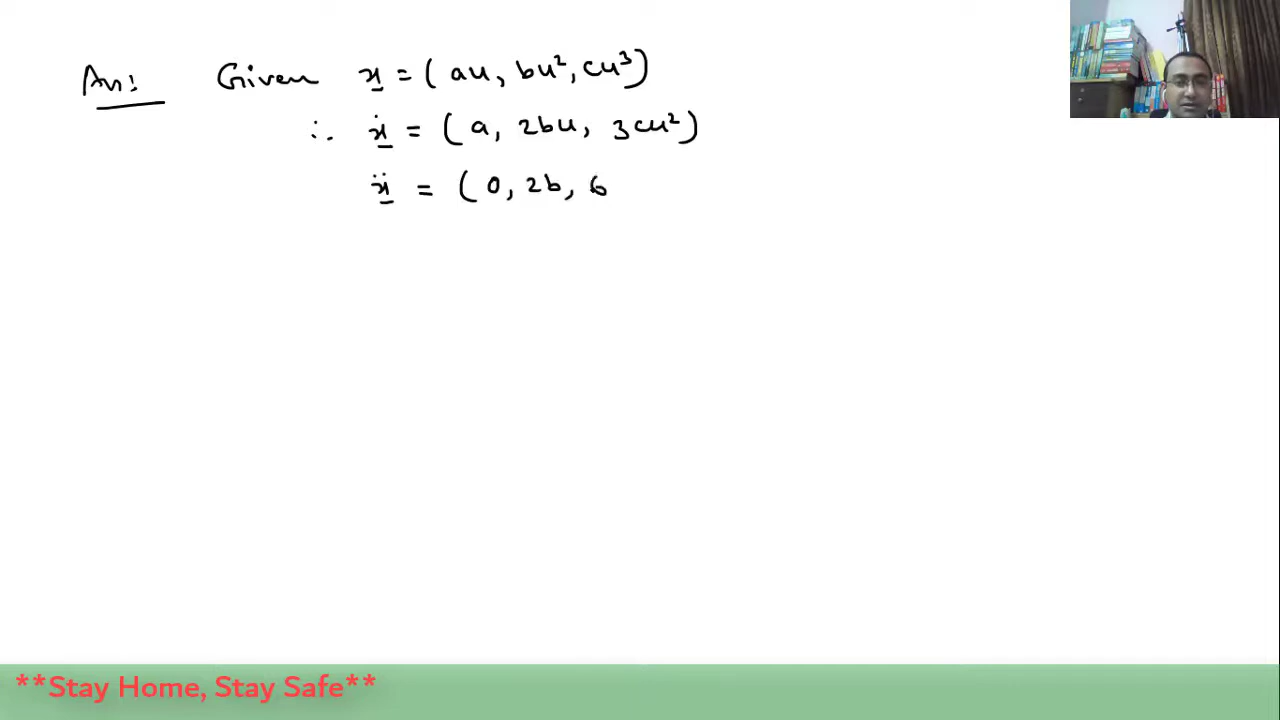 Ans:   Given x = (au, bu², cu³)
∴ ẋ = (a, 2bu, 3cu²)
ẍ = (0, 2b, 6
**Stay Home, Stay Safe**